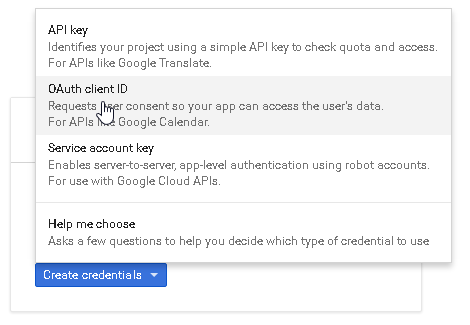 API key
Identifies your project using a simple API key to check quota and access.
For APIs like Google Translate.
OAuth client ID
Requests user consent so your app can access the user's data.
For APIs like Google Calendar.
Service account key
Enables server-to-server, app-level authentication using robot accounts.
For use with Google Cloud APIs.
Help me choose
Asks a few questions to help you decide which type of credential to use
Create credentials